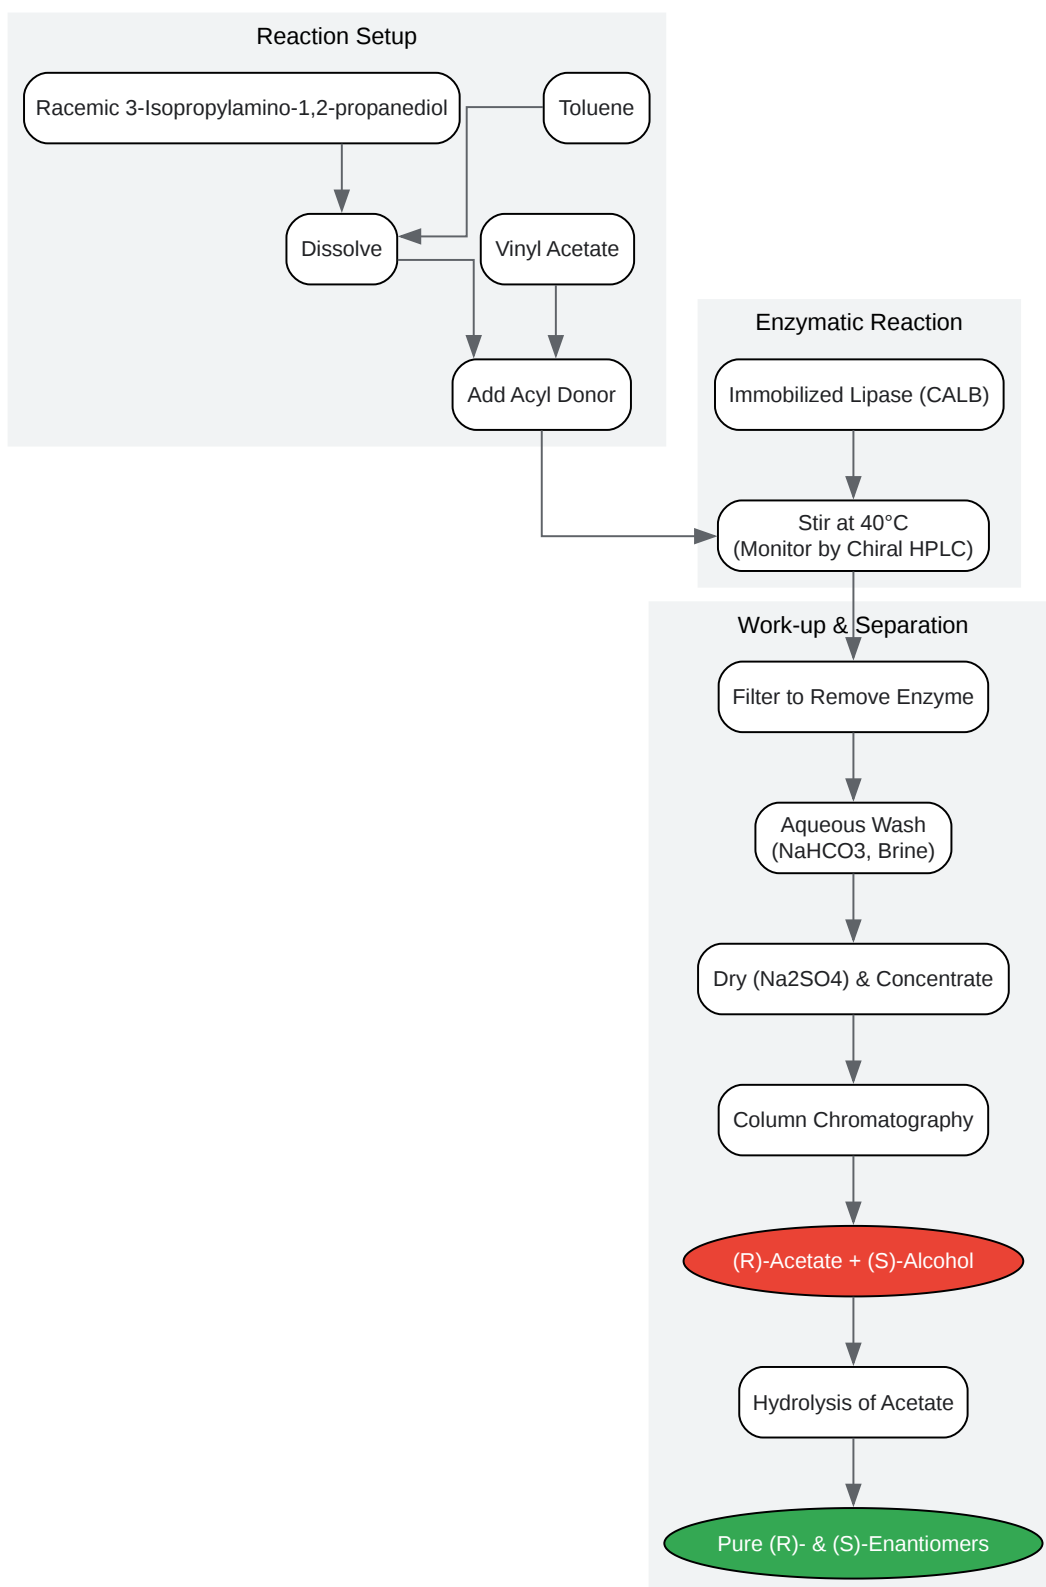 Reaction Setup
Racemic 3-Isopropylamino-1,2-propanediol
Toluene
Dissolve
Vinyl Acetate
Add Acyl Donor
Enzymatic Reaction
Immobilized Lipase (CALB)
Stir at 40°C
(Monitor by Chiral HPLC)
Work-up & Separation
Filter to Remove Enzyme
Aqueous Wash
(NaHCO3, Brine)
Dry (Na2SO4) & Concentrate
Column Chromatography
(R)-Acetate + (S)-Alcohol
Hydrolysis of Acetate
Pure (R)- & (S)-Enantiomers